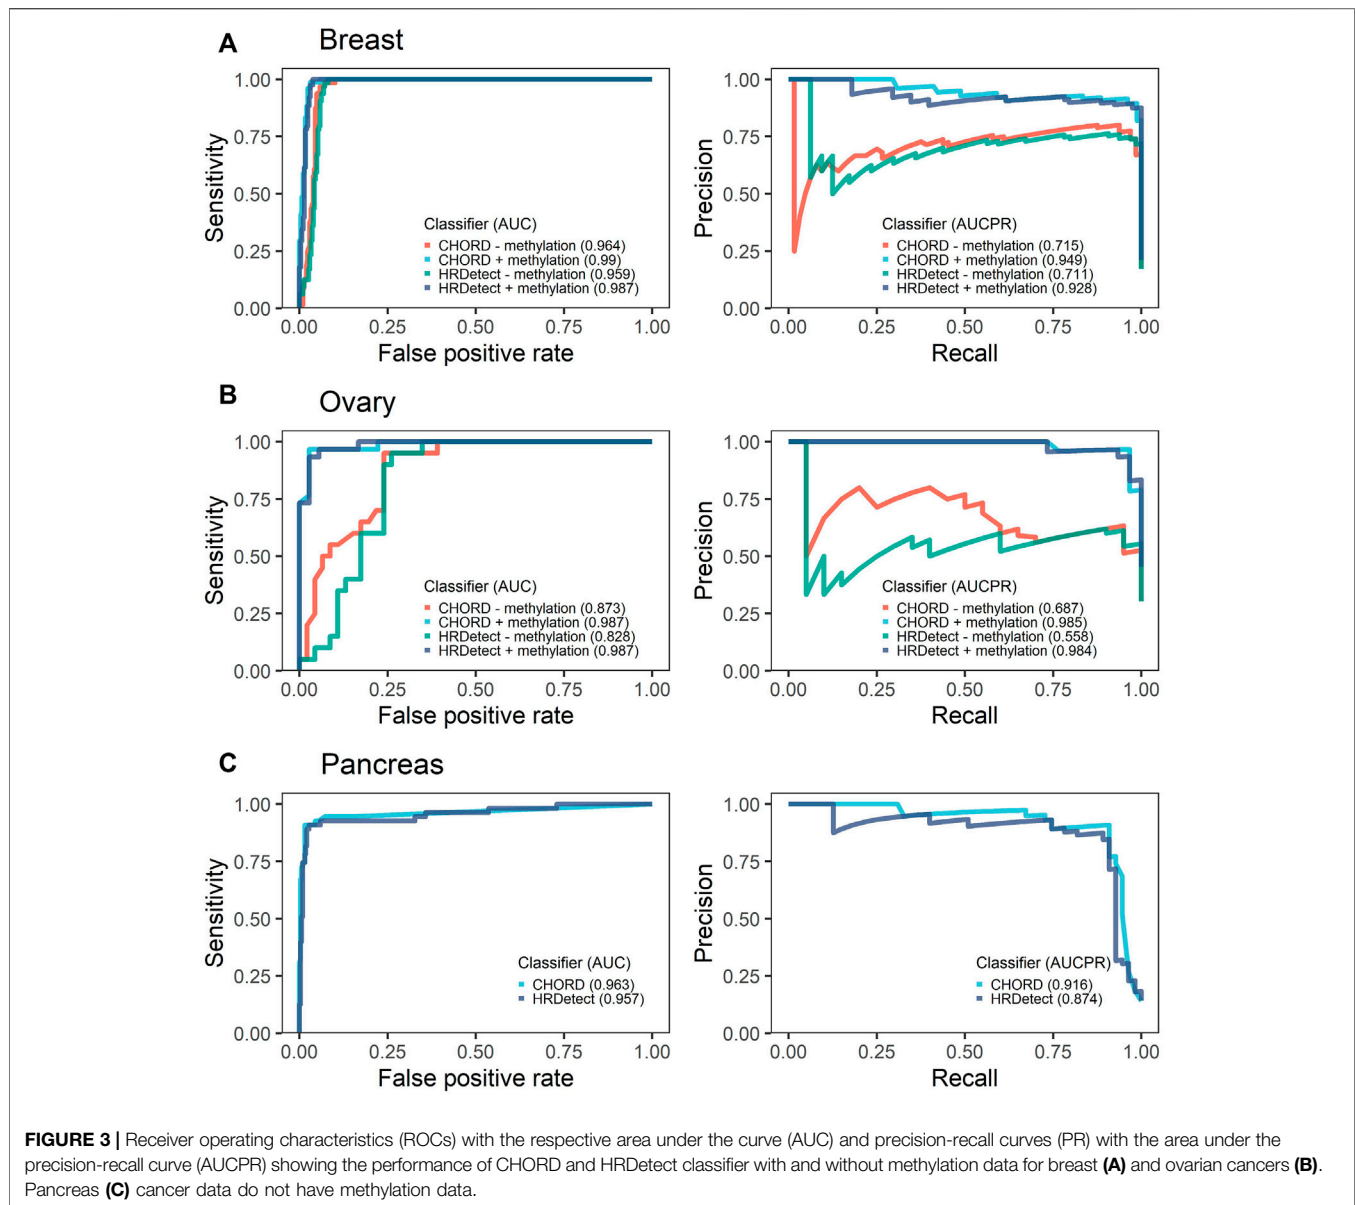 A Breast
1.00
0.75
0.50
0.25
0.00
Sensitivity
Classifier (AUC)
CHORD - methylation (0.964)
CHORD + methylation (0.99)
HRDetect - methylation (0.959)
HRDetect + methylation (0.987)
0.00 0.25 0.50 0.75 1.00
False positive rate
1.00
0.75
0.50
0.25
0.00
Precision
Classifier (AUCPR)
CHORD - methylation (0.715)
CHORD + methylation (0.949)
HRDetect - methylation (0.711)
HRDetect + methylation (0.928)
0.00 0.25 0.50 0.75 1.00
Recall
B Ovary
1.00
0.75
0.50
0.25
0.00
Sensitivity
Classifier (AUC)
CHORD - methylation (0.873)
CHORD + methylation (0.987)
HRDetect - methylation (0.828)
HRDetect + methylation (0.987)
0.00 0.25 0.50 0.75 1.00
False positive rate
1.00
0.75
0.50
0.25
0.00
Precision
Classifier (AUCPR)
CHORD - methylation (0.687)
CHORD + methylation (0.985)
HRDetect - methylation (0.558)
HRDetect + methylation (0.984)
0.00 0.25 0.50 0.75 1.00
Recall
C Pancreas
1.00
0.75
0.50
0.25
0.00
Sensitivity
Classifier (AUC)
CHORD (0.963)
HRDetect (0.957)
0.00 0.25 0.50 0.75 1.00
False positive rate
1.00
0.75
0.50
0.25
0.00
Precision
Classifier (AUCPR)
CHORD (0.916)
HRDetect (0.874)
0.00 0.25 0.50 0.75 1.00
Recall
FIGURE 3 | Receiver operating characteristics (ROCs) with the respective area under the curve (AUC) and precision-recall curves (PR) with the area under the
precision-recall curve (AUCPR) showing the performance of CHORD and HRDetect classifier with and without methylation data for breast (A) and ovarian cancers (B).
Pancreas (C) cancer data do not have methylation data.